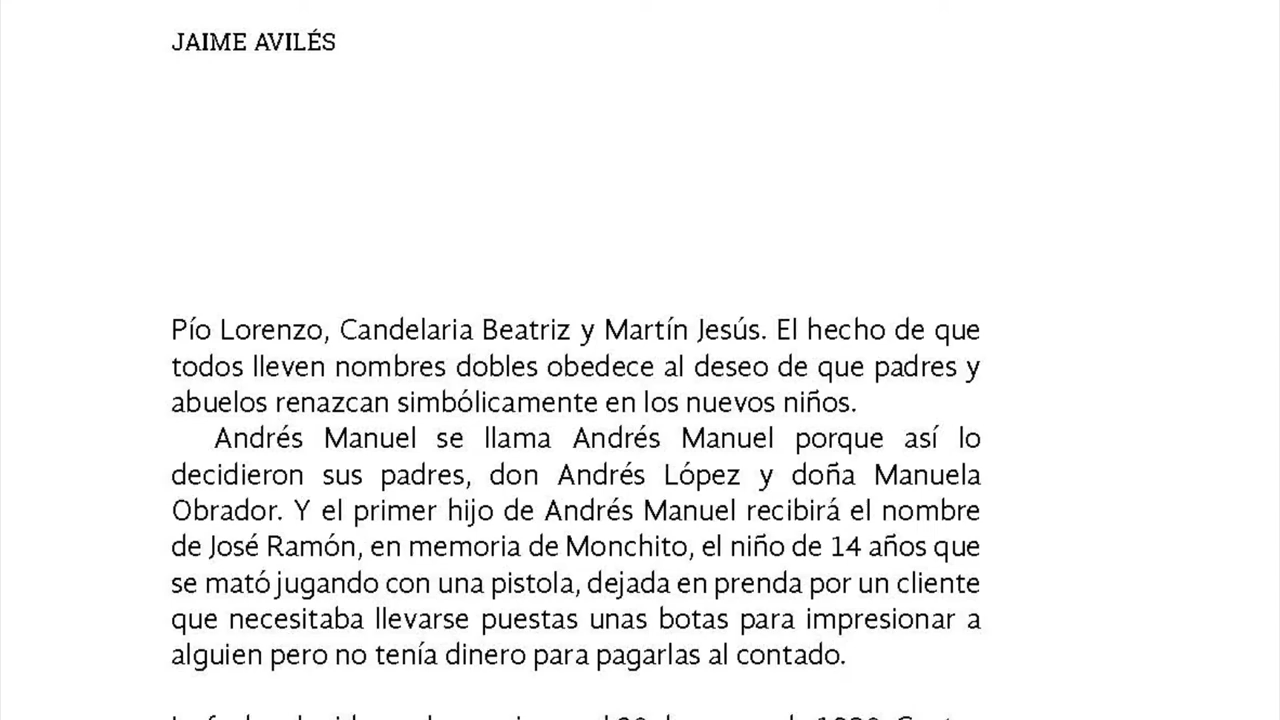 JAIME AVILÉS
Pío Lorenzo, Candelaria Beatriz y Martín Jesús. El hecho de que
todos lleven nombres dobles obedece al deseo de que padres y
abuelos renazcan simbólicamente en los nuevos niños.
Andrés Manuel se llama Andrés Manuel porque así lo
decidieron sus padres, don Andrés López y doña Manuela
Obrador. Y el primer hijo de Andrés Manuel recibirá el nombre
de José Ramón, en memoria de Monchito, el niño de 14 años que
se mató jugando con una pistola, dejada en prenda por un cliente
que necesitaba llevarse puestas unas botas para impresionar a
alguien pero no tenía dinero para pagarlas al contado.